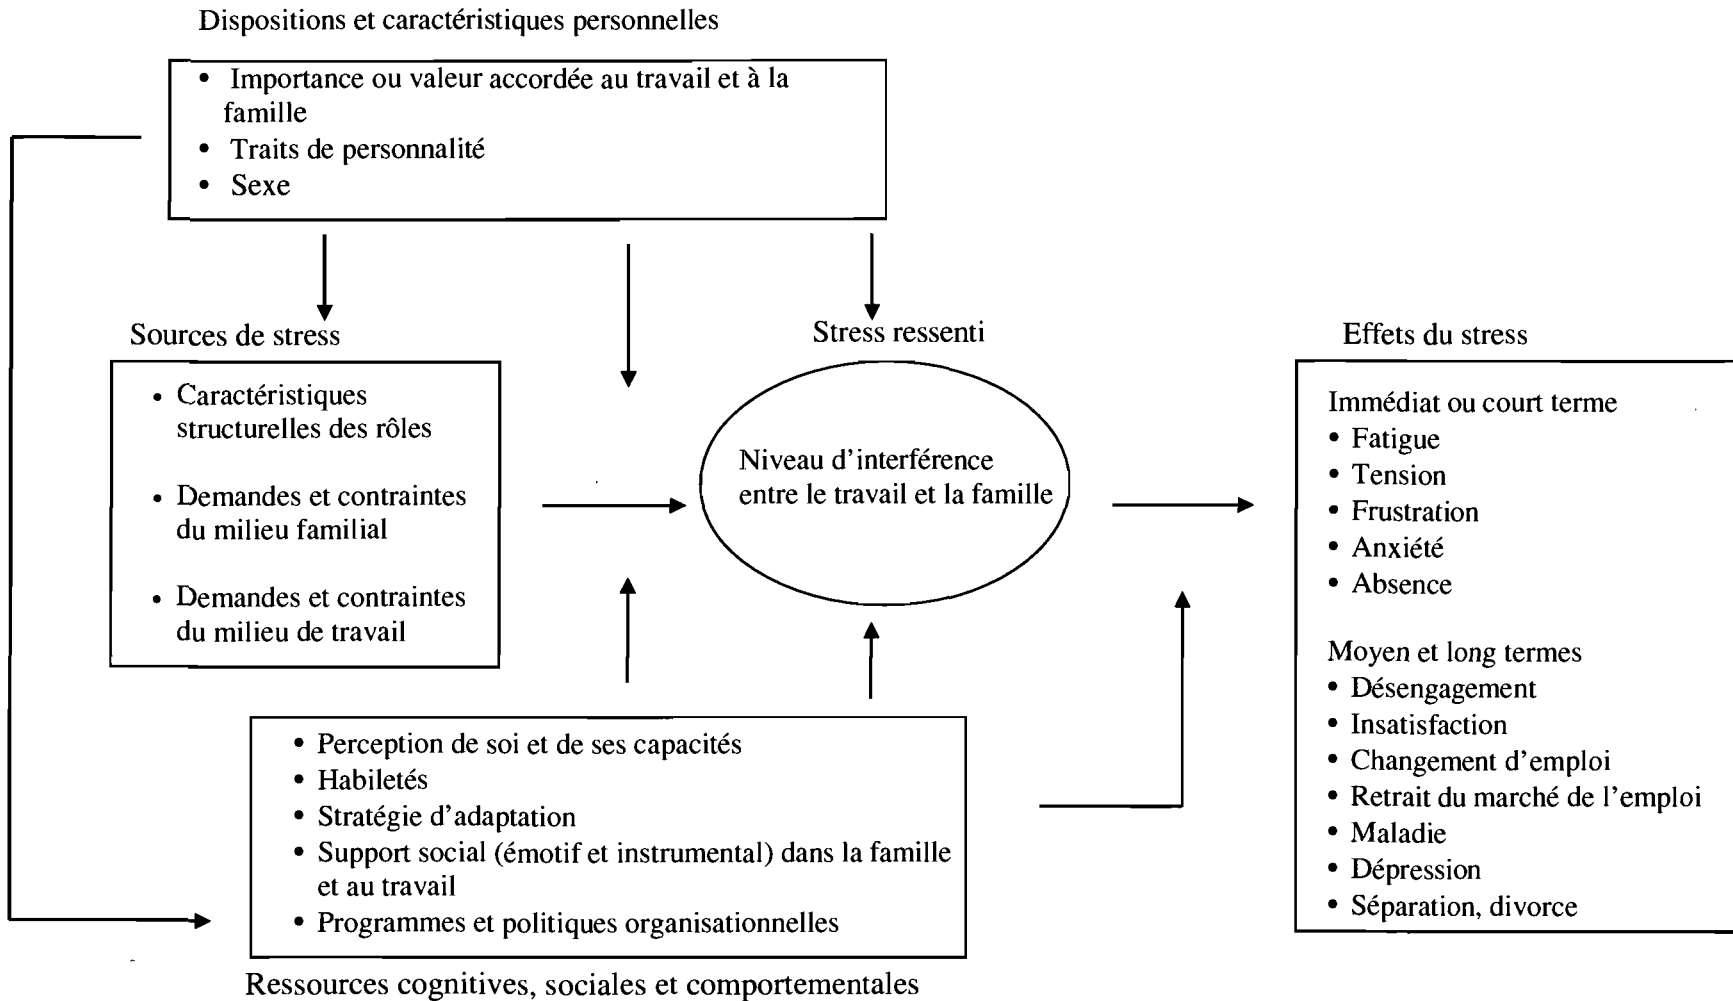 Dispositions et caractéristiques personnelles
• Importance ou valeur accordée au travail et à la
famille
• Traits de personnalité
• Sexe
Sources de stress
• Caractéristiques
structurelles des rôles
• Demandes et contraintes
du milieu familial
• Demandes et contraintes
du milieu de travail
Stress ressenti
Niveau d'interférence
entre le travail et la famille
Effets du stress
Immédiat ou court terme
• Fatigue
• Tension
• Frustration
• Anxiété
• Absence
Moyen et long termes
• Désengagement
• Insatisfaction
• Changement d'emploi
• Retrait du marché de l'emploi
• Maladie
• Dépression
• Séparation, divorce
• Perception de soi et de ses capacités
• Habiletés
• Stratégie d'adaptation
• Support social (émotif et instrumental) dans la famille
et au travail
• Programmes et politiques organisationnelles
Ressources cognitives, sociales et comportementales